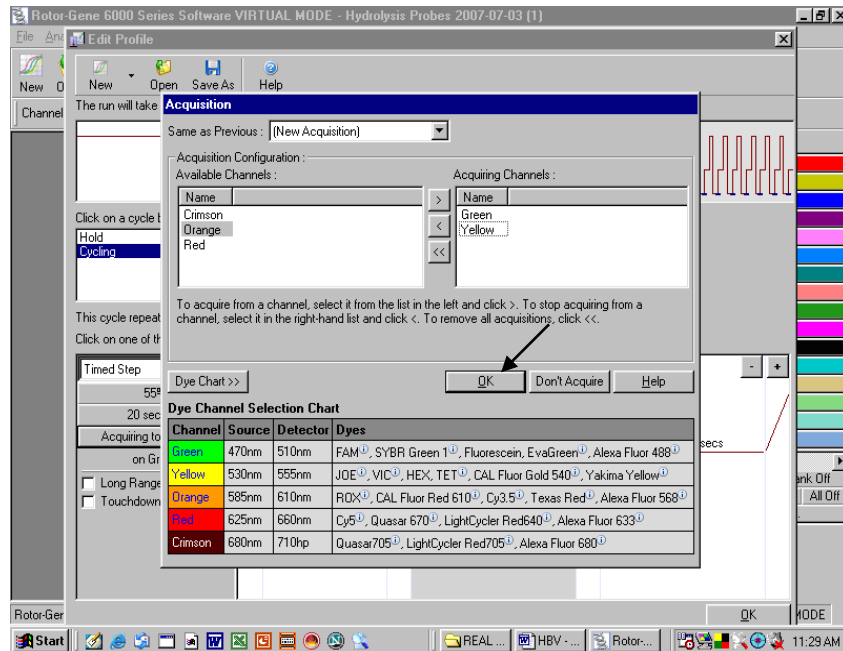 Rotor-Gene 6000 Series Software VIRTUAL MODE - Hydrolysis Probes 2007-07-03 (1)
File Ana
Edit Profile
New
New Open Save As Help
Channel
The run will take
Acquisition
Same as Previous : (New Acquisition)
Acquisition Configuration :
Available Channels : Acquiring Channels :
Name Name
Crimson Green
Orange Yellow
Red
>
<
<<
Click on a cycle b
Hold
Cycling
To acquire from a channel, select it from the list in the left and click >. To stop acquiring from a
channel, select it in the right-hand list and click <. To remove all acquisitions, click <<.
This cycle repeat
Click on one of th
Timed Step
Dye Chart >> OK Don't Acquire Help
- +
20 sec
Acquiring to
on Gr
Long Range
Touchdown
Dye Channel Selection Chart
Channel Source Detector Dyes
Green 470nm 510nm FAM, SYBR Green 1, Fluorescein, EvaGreen, Alexa Fluor 488
Yellow 530nm 555nm JOE, VIC, HEX, TET, CAL Fluor Gold 540, Yakima Yellow
Orange 585nm 610nm ROX, CAL Fluor Red 610, Cy3.5, Texas Red, Alexa Fluor 568
Red 625nm 660nm Cy5, Quasar 670, LightCycler Red640, Alexa Fluor 633
Crimson 680nm 710hp Quasar705, LightCycler Red705, Alexa Fluor 680
secs
ank Off
All Off
OK
Rotor-Ger
MODE
Start REAL ... HBV - ... Rotor-... 11:29 AM